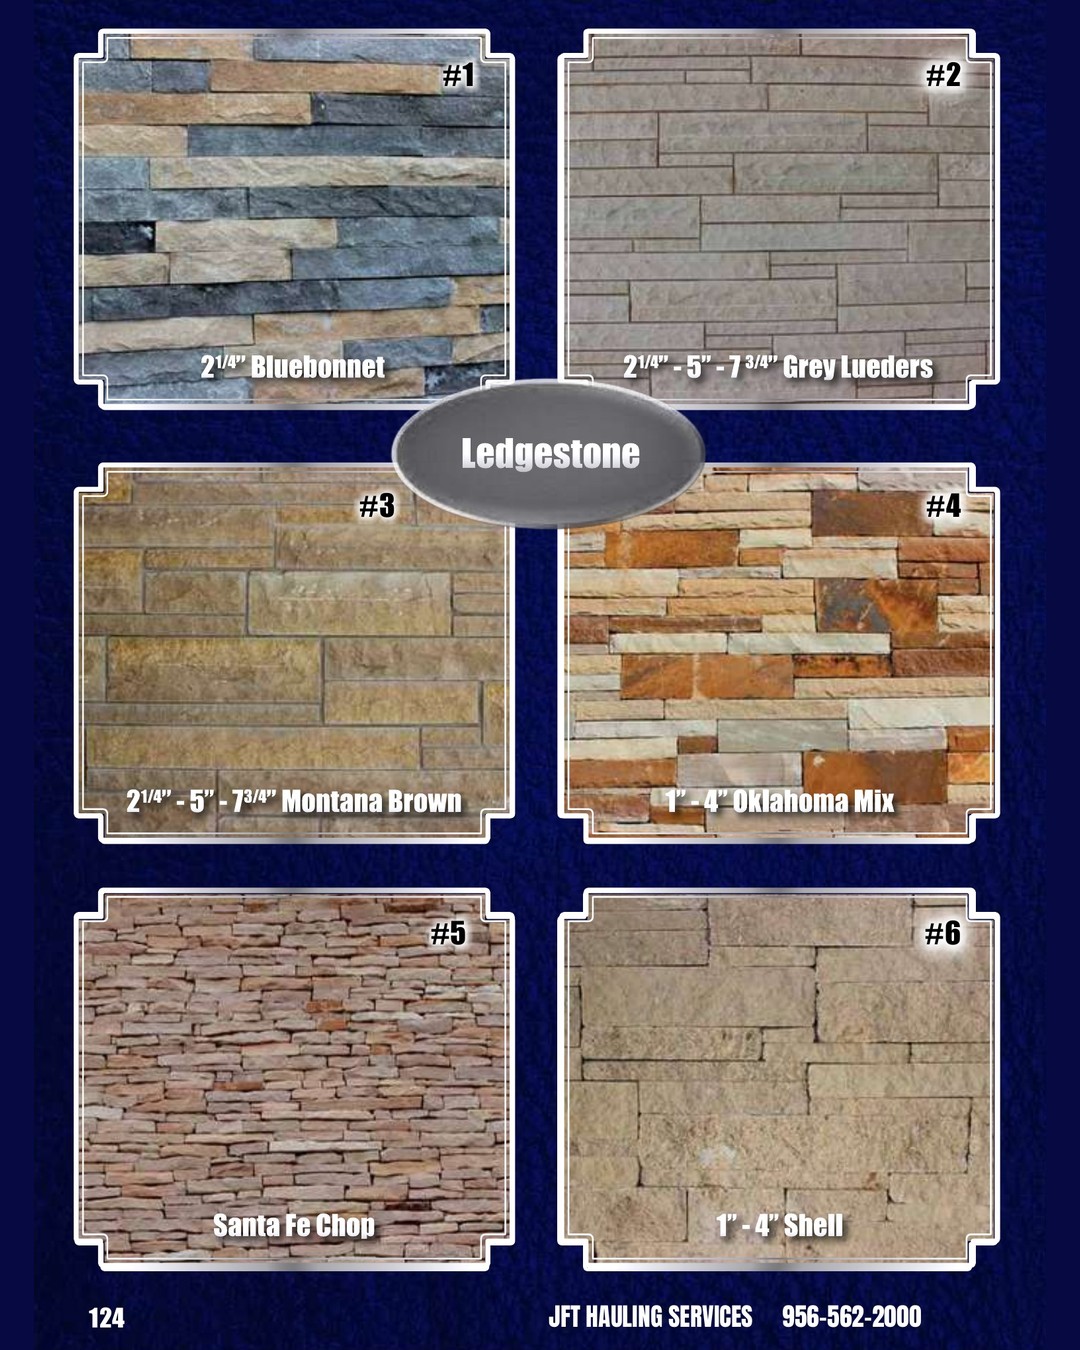 #1
2 1/4” Bluebonnet
#2
2 1/4” - 5” - 7 3/4” Grey Lueders
Ledgestone
#3
2 1/4” - 5” - 7 3/4” Montana Brown
#4
1” - 4” Oklahoma Mix
#5
Santa Fe Chop
#6
1” - 4” Shell
124
JFT HAULING SERVICES 956-562-2000